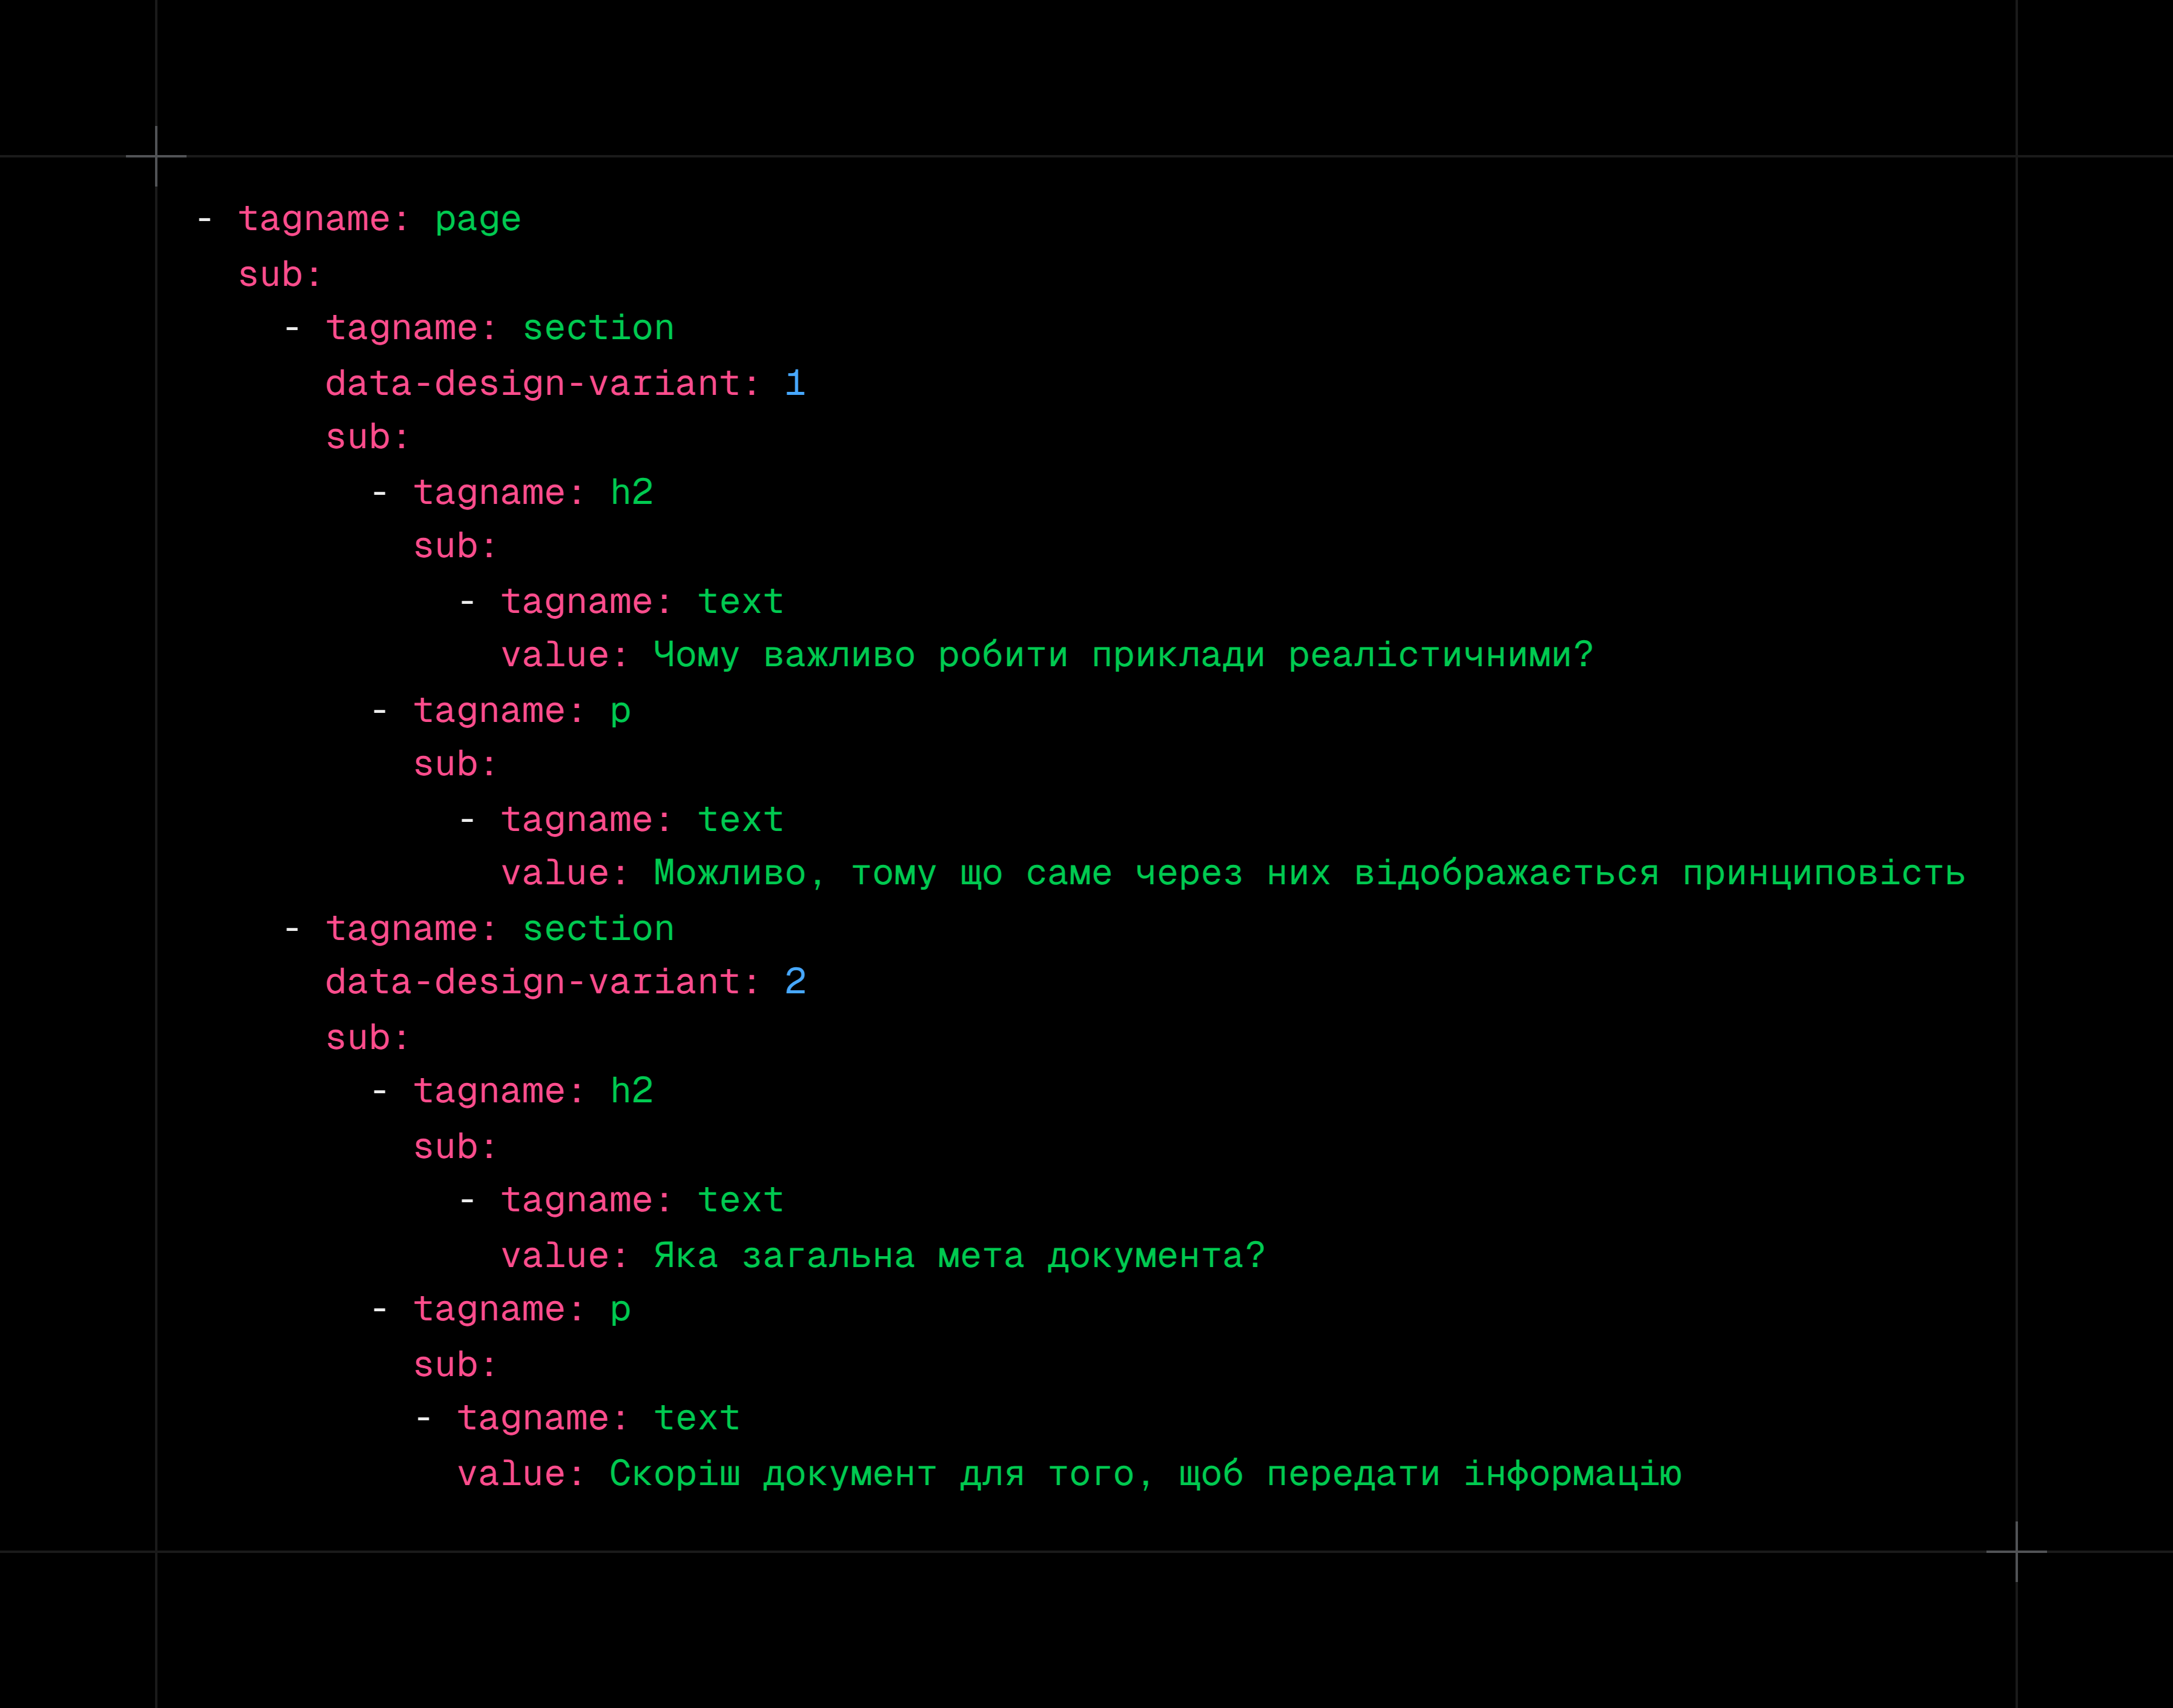 - tagname: page
  sub:
    - tagname: section
      data-design-variant: 1
      sub:
        - tagname: h2
          sub:
            - tagname: text
              value: Чому важливо робити приклади реалістичними?
        - tagname: p
          sub:
            - tagname: text
              value: Можливо, тому що саме через них відображається принциповість
    - tagname: section
      data-design-variant: 2
      sub:
        - tagname: h2
          sub:
            - tagname: text
              value: Яка загальна мета документа?
        - tagname: p
          sub:
          - tagname: text
            value: Скоріш документ для того, щоб передати інформацію